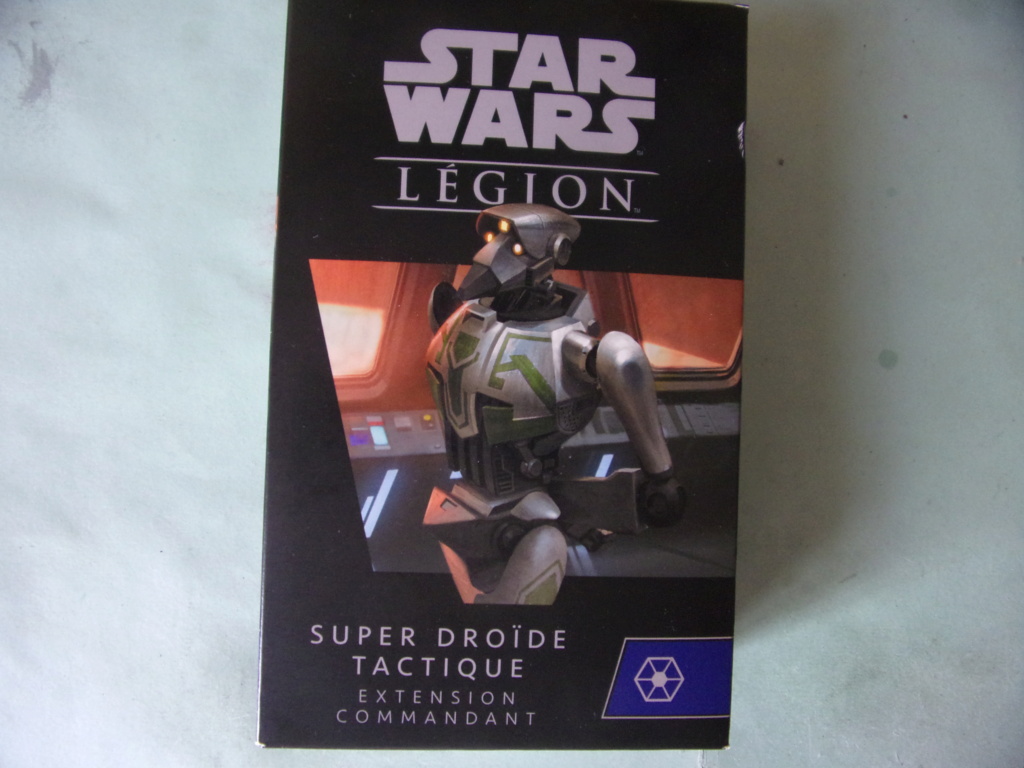 STAR
WARS
LÉGION
SUPER DROÏDE
TACTIQUE
EXTENSION
COMMANDANT